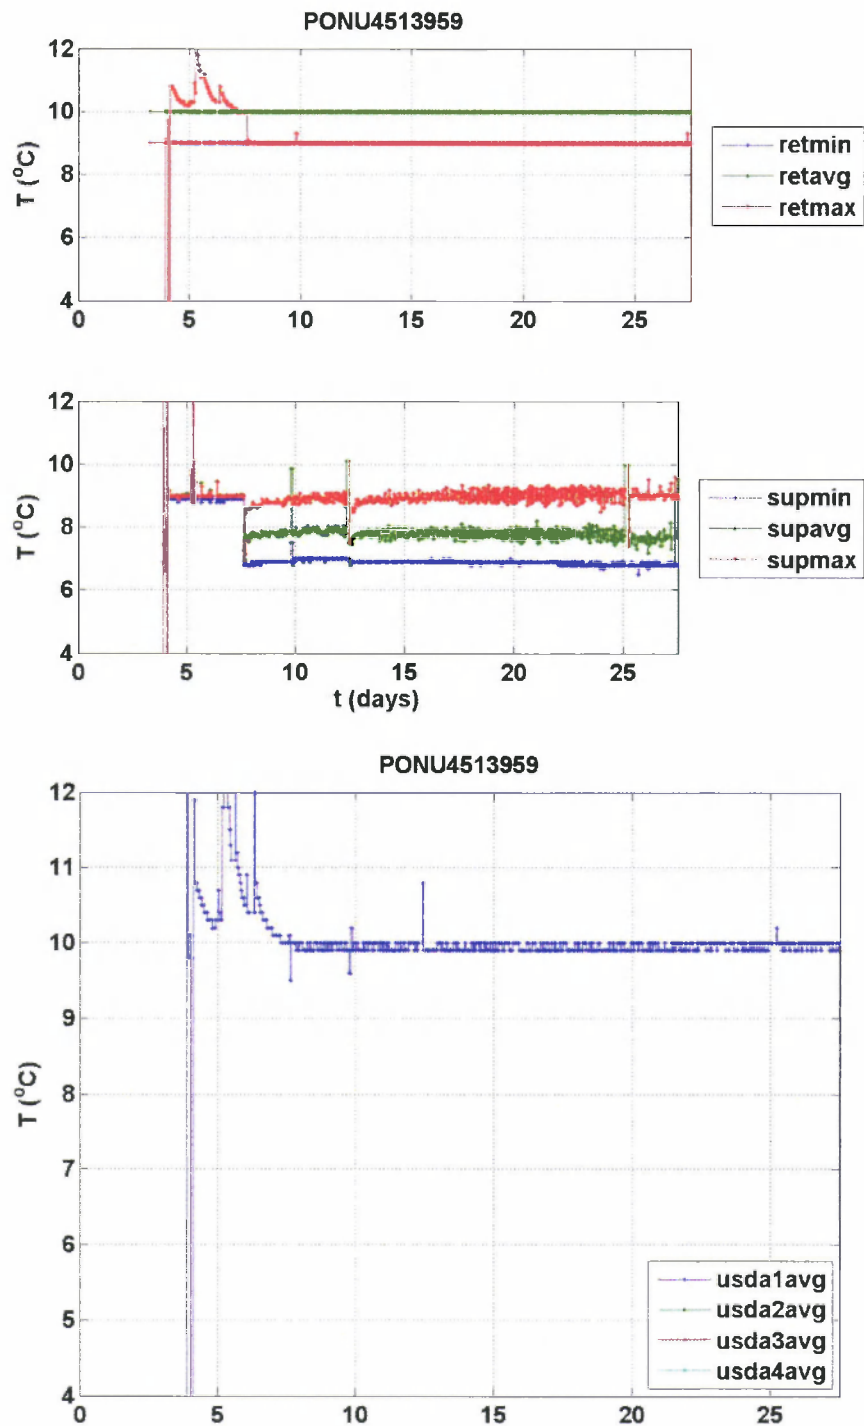 PONU4513959
12
10
8
6
4
T (°C)
0
5
10
15
20
25
retmin
retavg
retmax
12
10
8
6
4
T (°C)
0
5
10
15
20
25
t (days)
supmin
supavg
supmax
PONU4513959
12
11
10
9
8
7
6
5
4
T (°C)
0
5
10
15
20
25
usda1avg
usda2avg
usda3avg
usda4avg